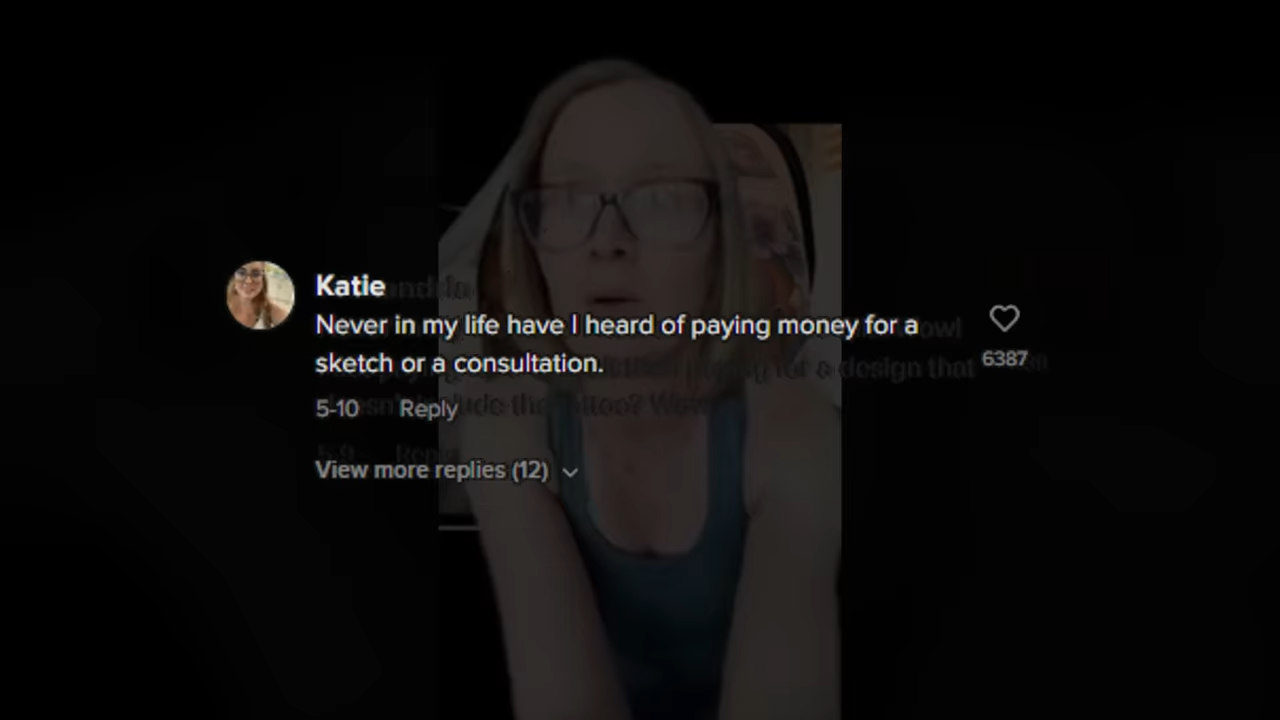 Katie
Never in my life have I heard of paying money for a
sketch or a consultation.
6387
5-10 Reply
View more replies (12)